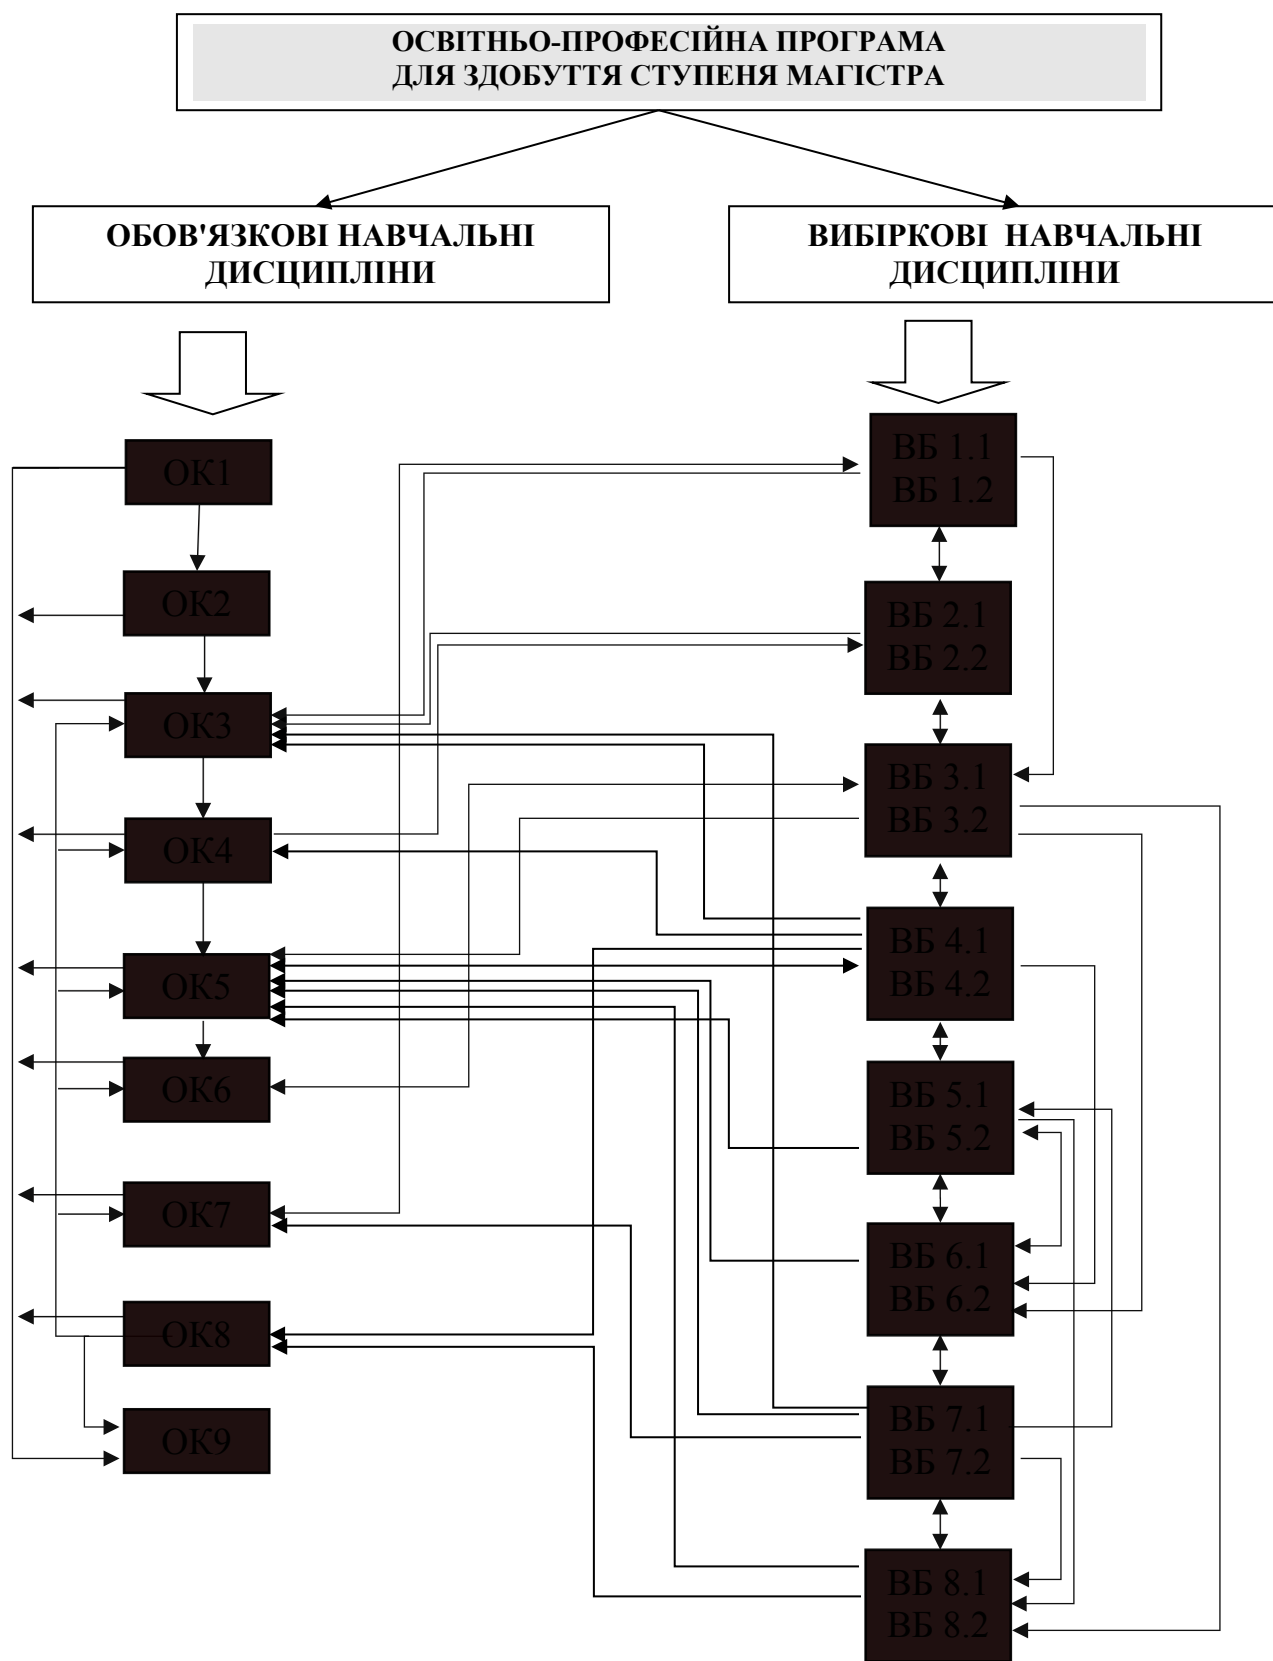 ОСВІТНЬО-ПРОФЕСІЙНА ПРОГРАМА
ДЛЯ ЗДОБУТТЯ СТУПЕНЯ МАГІСТРА
ОБОВ'ЯЗКОВІ НАВЧАЛЬНІ
ДИСЦИПЛІНИ
ВИБІРКОВІ НАВЧАЛЬНІ
ДИСЦИПЛІНИ
ОК1
ОК2
ОК3
ОК4
ОК5
ОК6
ОК7
ОК8
ОК9
ВБ 1.1
ВБ 1.2
ВБ 2.1
ВБ 2.2
ВБ 3.1
ВБ 3.2
ВБ 4.1
ВБ 4.2
ВБ 5.1
ВБ 5.2
ВБ 6.1
ВБ 6.2
ВБ 7.1
ВБ 7.2
ВБ 8.1
ВБ 8.2